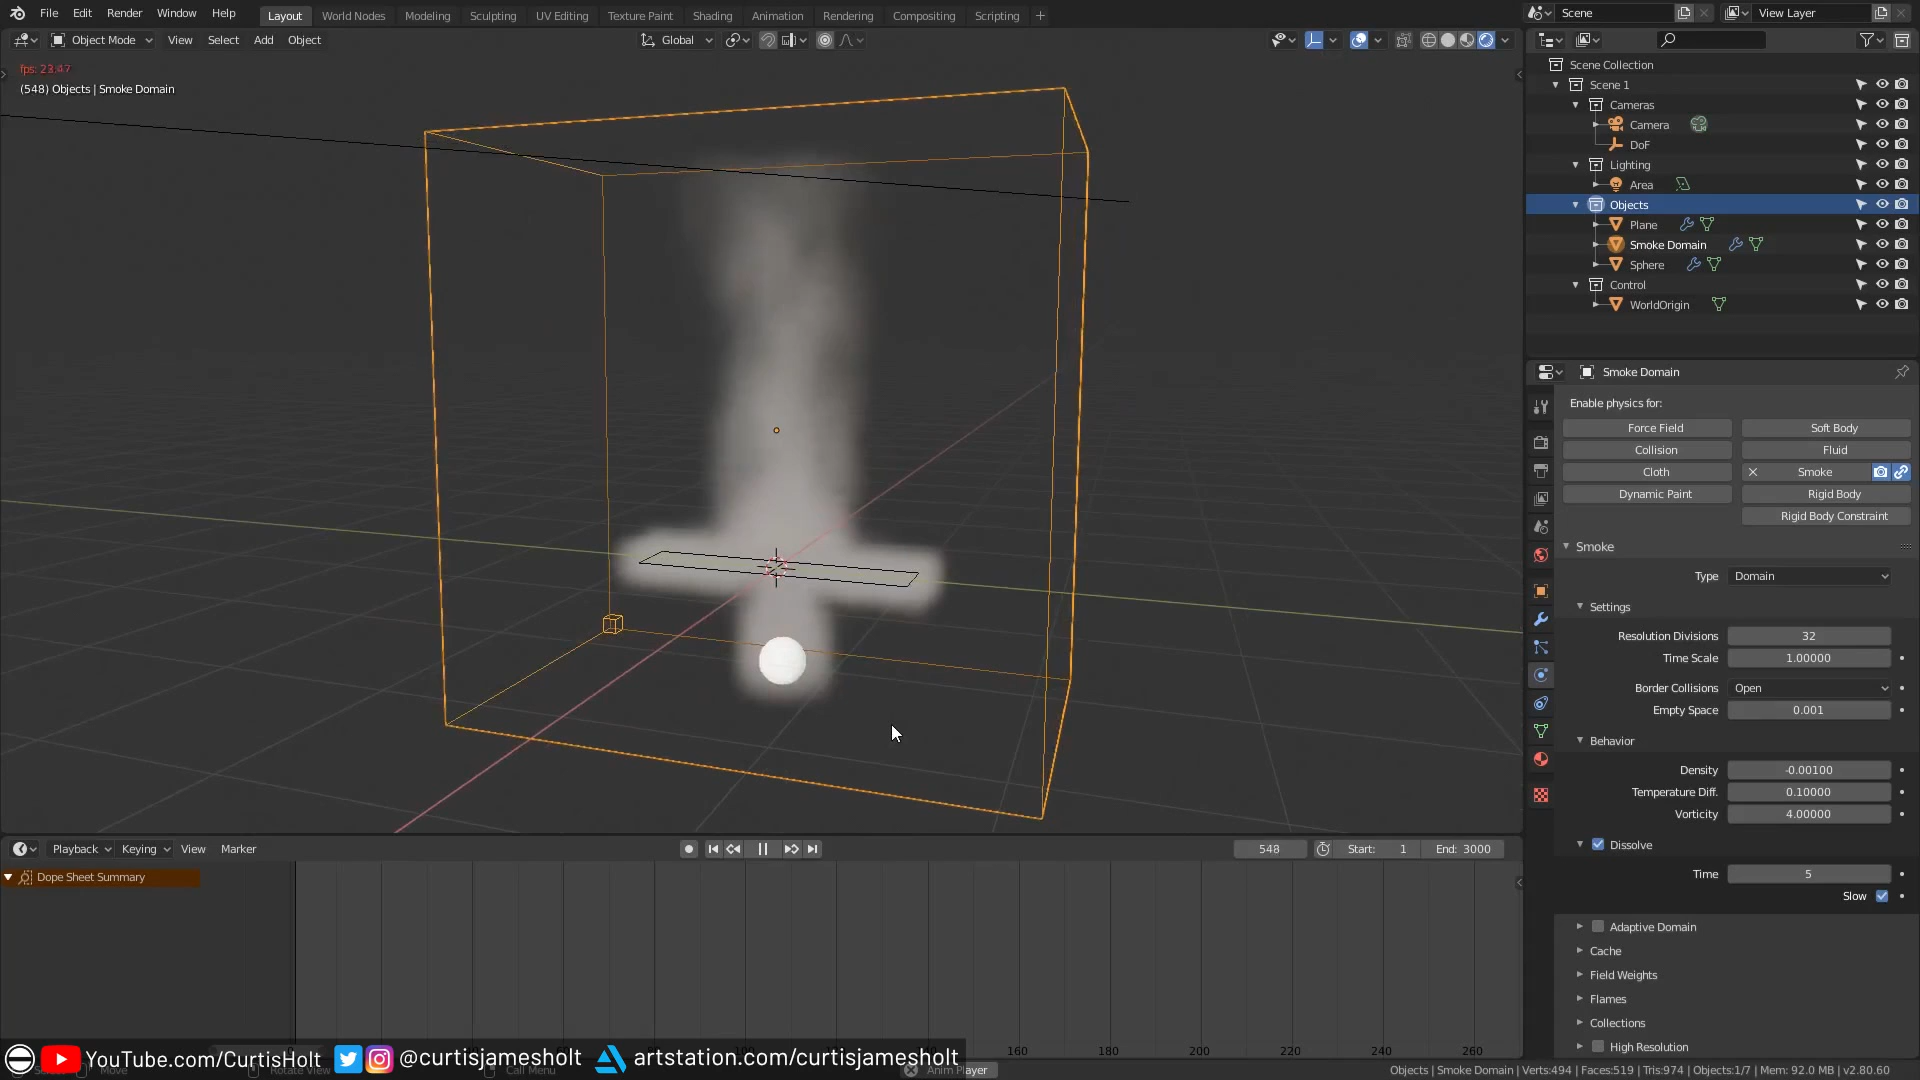 File Edit Render Window Help Layout World Nodes Modeling Sculpting UV Editing Texture Paint Shading Animation Rendering Compositing Scripting + Scene View Layer
Object Mode View Select Add Object Global
fps: 23.47
(548) Objects | Smoke Domain
Scene Collection
Scene 1
Cameras
Camera
DoF
Lighting
Area
Objects
Plane
Smoke Domain
Sphere
Control
WorldOrigin
Smoke Domain
Enable physics for:
Force Field Soft Body
Collision Fluid
Cloth Smoke
Dynamic Paint Rigid Body
Rigid Body Constraint
Smoke
Type Domain
Settings
Resolution Divisions 32
Time Scale 1.00000
Border Collisions Open
Empty Space 0.001
Behavior
Density -0.00100
Temperature Diff. 0.10000
Vorticity 4.00000
Dissolve
Time 5
Slow
Adaptive Domain
Cache
Field Weights
Flames
Collections
High Resolution
Playback Keying View Marker 548 Start: 1 End: 3000
Dope Sheet Summary
160 180 200 220 240 260
YouTube.com/CurtisHolt @curtisjamesholt artstation.com/curtisjamesholt
Move Rotate View Call Menu Anim Player
Objects | Smoke Domain | Verts:494 | Faces:519 | Tris:974 | Objects:1/7 | Mem: 92.0 MB | v2.80.60